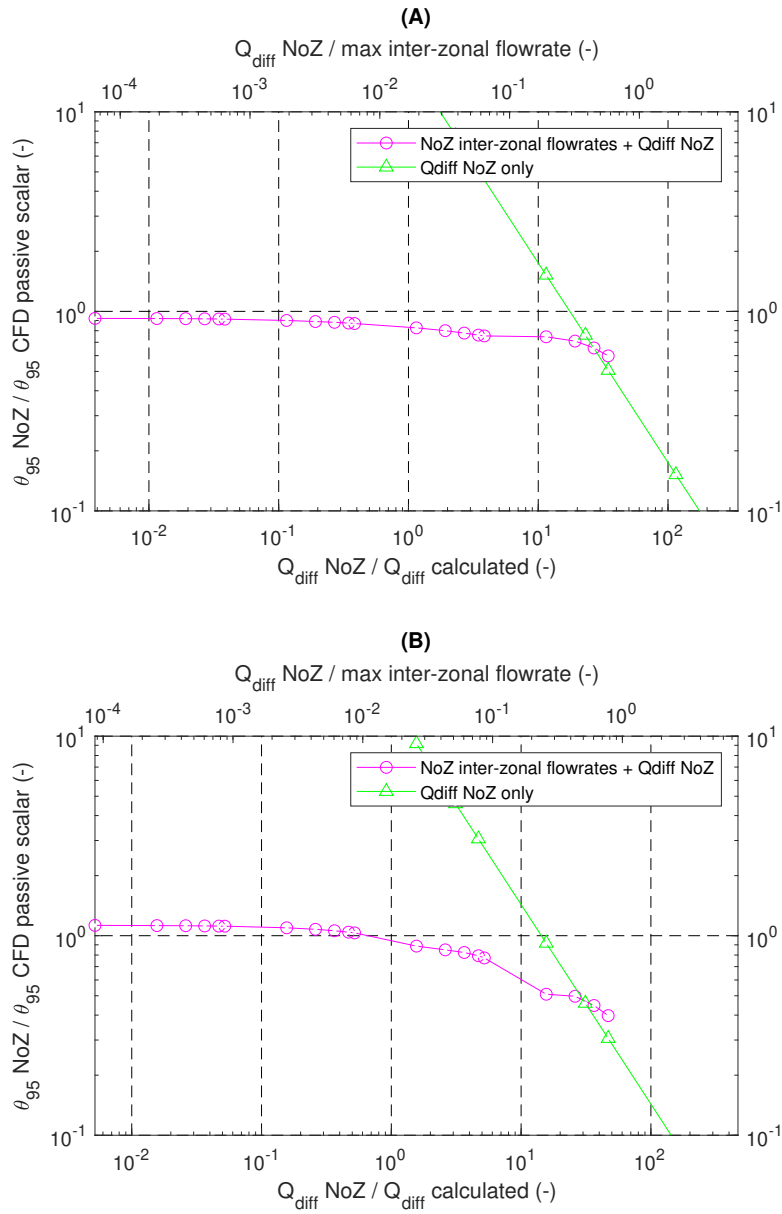 (A)
Q_diff NoZ / max inter-zonal flowrate (-)
10^-4 10^-3 10^-2 10^-1 10^0
10^1 10^1
NoZ inter-zonal flowrates + Qdiff NoZ
Qdiff NoZ only
θ_95 NoZ / θ_95 CFD passive scalar (-)
10^0 10^0
10^-1 10^-1
10^-2 10^-1 10^0 10^1 10^2
Q_diff NoZ / Q_diff calculated (-)
(B)
Q_diff NoZ / max inter-zonal flowrate (-)
10^-4 10^-3 10^-2 10^-1 10^0
10^1 10^1
NoZ inter-zonal flowrates + Qdiff NoZ
Qdiff NoZ only
θ_95 NoZ / θ_95 CFD passive scalar (-)
10^0 10^0
10^-1 10^-1
10^-2 10^-1 10^0 10^1 10^2
Q_diff NoZ / Q_diff calculated (-)